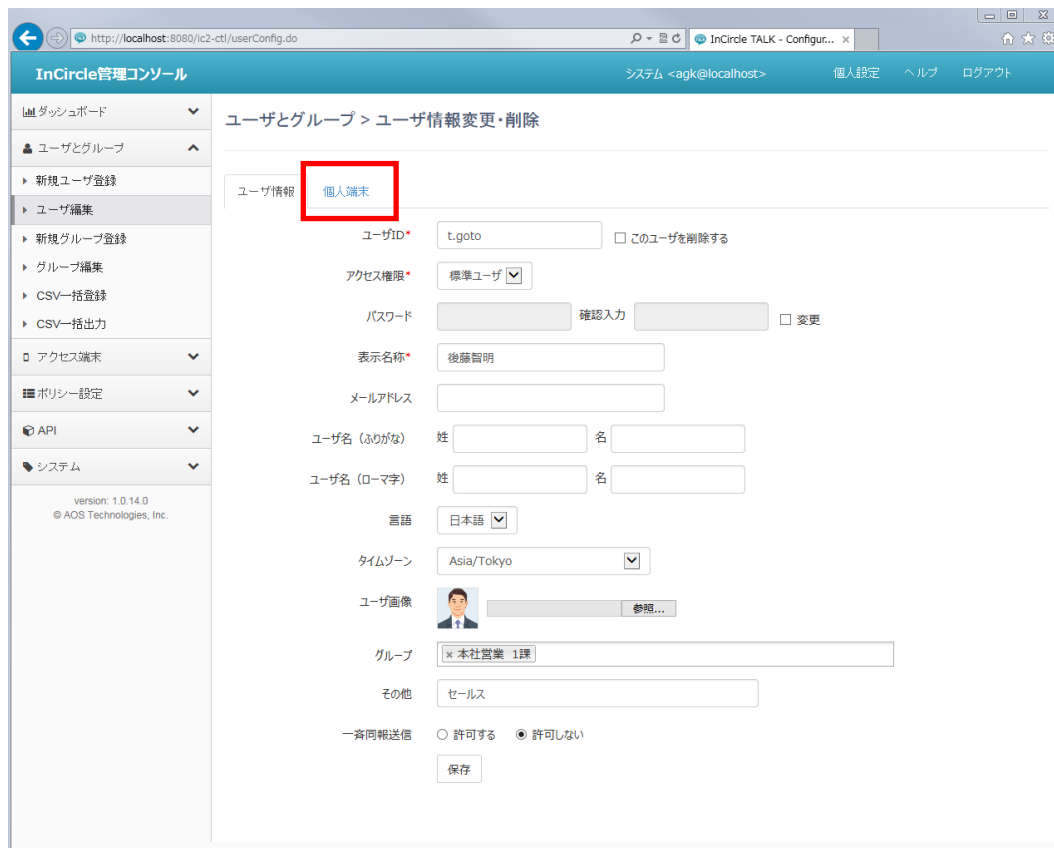 http://localhost:8080/ic2-ctl/userConfig.do
InCircle TALK - Configur... ×
InCircle管理コンソール
システム <agk@localhost>
個人設定
ヘルプ
ログアウト
ダッシュボード
ユーザとグループ
新規ユーザ登録
ユーザ編集
新規グループ登録
グループ編集
CSV一括登録
CSV一括出力
アクセス端末
ポリシー設定
API
システム
version: 1.0.14.0
© AOS Technologies, Inc.
ユーザとグループ > ユーザ情報変更・削除
ユーザ情報
個人端末
ユーザID* t.goto このユーザを削除する
アクセス権限* 標準ユーザ
パスワード 確認入力 変更
表示名称* 後藤智明
メールアドレス
ユーザ名（ふりがな） 姓 名
ユーザ名（ローマ字） 姓 名
言語 日本語
タイムゾーン Asia/Tokyo
ユーザ画像 参照...
グループ × 本社営業 1課
その他 セールス
一斉同報送信 許可する 許可しない
保存